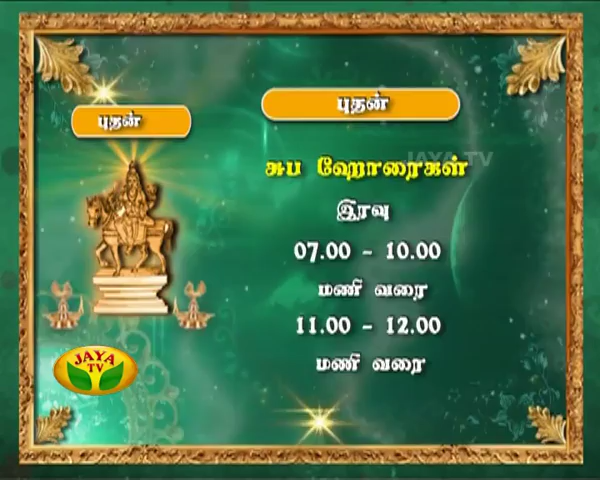 புதன்
புதன்
JAYA TV
சுப ஹோரைகள்
இரவு
07.00 - 10.00
மணி வரை
11.00 - 12.00
மணி வரை
JAYA
TV